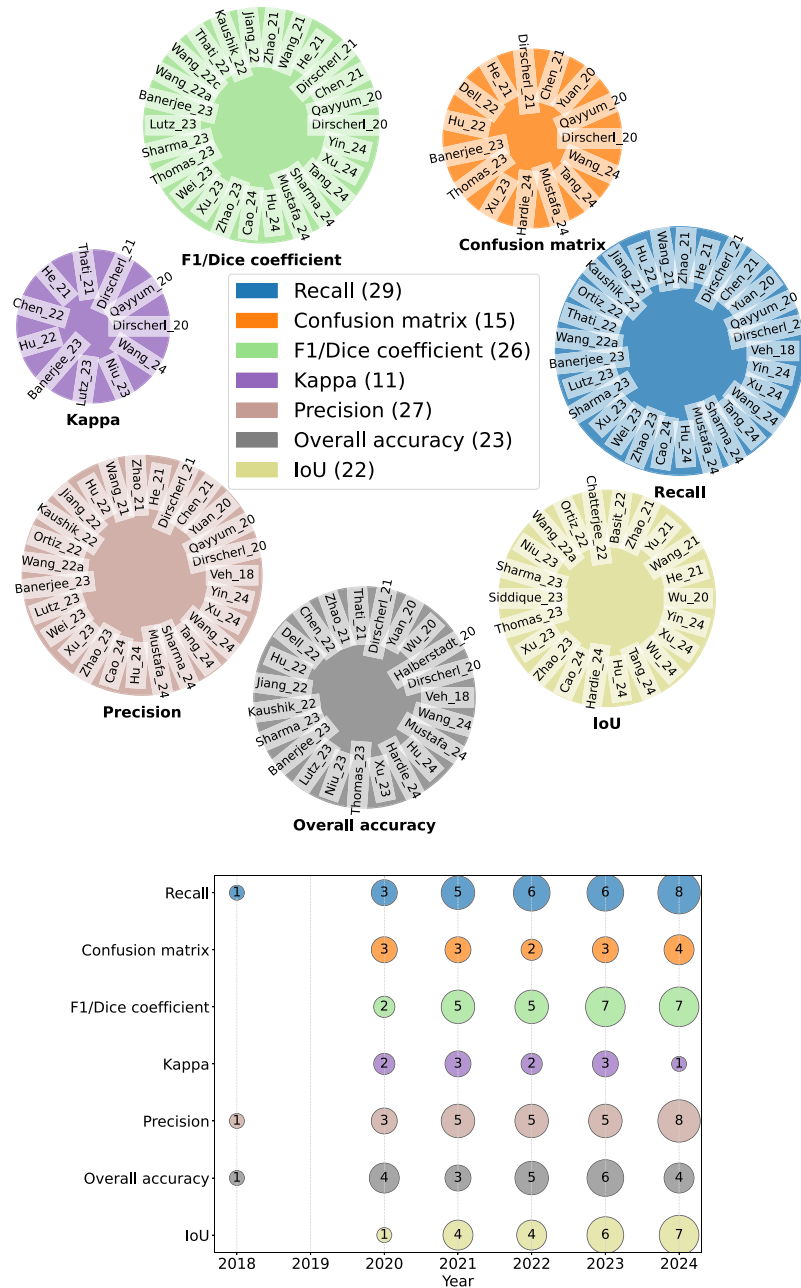 Dirscherl_20
Qayyum_20
Chen_21
Dirscherl_21
He_21
Wang_21
Zhao_21
Jiang_22
Kaushik_22
Thati_22
Wang_22c
Wang_22a
Banerjee_23
Lutz_23
Sharma_23
Thomas_23
Wei_23
Xu_23
Zhao_23
Cao_24
Hu_24
Mustafa_24
Sharma_24
Tang_24
Xu_24
Yin_24
F1/Dice coefficient
Dirscherl_20
Qayyum_20
Yuan_20
Chen_21
Dirscherl_21
He_21
Dell_22
Hu_22
Banerjee_23
Thomas_23
Xu_23
Hardie_24
Mustafa_24
Tang_24
Wang_24
Confusion matrix
Dirscherl_20
Qayyum_20
Dirscherl_21
Thati_21
He_21
Chen_22
Hu_22
Banerjee_23
Lutz_23
Niu_23
Wang_24
Kappa
Recall (29)
Confusion matrix (15)
F1/Dice coefficient (26)
Kappa (11)
Precision (27)
Overall accuracy (23)
IoU (22)
Veh_18
Qayyum_20
Yuan_20
Chen_21
Dirscherl_21
He_21
Zhao_21
Wang_21
Hu_22
Jiang_22
Kaushik_22
Ortiz_22
Thati_22
Wang_22a
Banerjee_23
Lutz_23
Sharma_23
Xu_23
Wei_23
Zhao_23
Cao_24
Hu_24
Mustafa_24
Sharma_24
Tang_24
Wang_24
Xu_24
Yin_24
Recall
Veh_18
Dirscherl_20
Qayyum_20
Yuan_20
Chen_21
Dirscherl_21
He_21
Zhao_21
Wang_21
Hu_22
Jiang_22
Kaushik_22
Ortiz_22
Wang_22a
Banerjee_23
Lutz_23
Wei_23
Xu_23
Zhao_23
Cao_24
Hu_24
Mustafa_24
Sharma_24
Tang_24
Wang_24
Xu_24
Yin_24
Precision
Veh_18
Dirscherl_20
Halberstadt_20
Wu_20
Yuan_20
Dirscherl_21
Thati_21
Zhao_21
Chen_22
Dell_22
Hu_22
Jiang_22
Kaushik_22
Sharma_23
Banerjee_23
Lutz_23
Niu_23
Thomas_23
Xu_23
Hardie_24
Hu_24
Mustafa_24
Wang_24
Overall accuracy
Wu_20
He_21
Wang_21
Yu_21
Zhao_21
Basit_22
Chatterjee_22
Ortiz_22
Wang_22a
Niu_23
Sharma_23
Siddique_23
Thomas_23
Xu_23
Zhao_23
Cao_24
Hardie_24
Hu_24
Tang_24
Wu_24
Xu_24
Yin_24
IoU
Recall 1 3 5 6 6 8
Confusion matrix 3 3 2 3 4
F1/Dice coefficient 2 5 5 7 7
Kappa 2 3 2 3 1
Precision 1 3 5 5 5 8
Overall accuracy 1 4 3 5 6 4
IoU 1 4 4 6 7
2018 2019 2020 2021 2022 2023 2024
Year